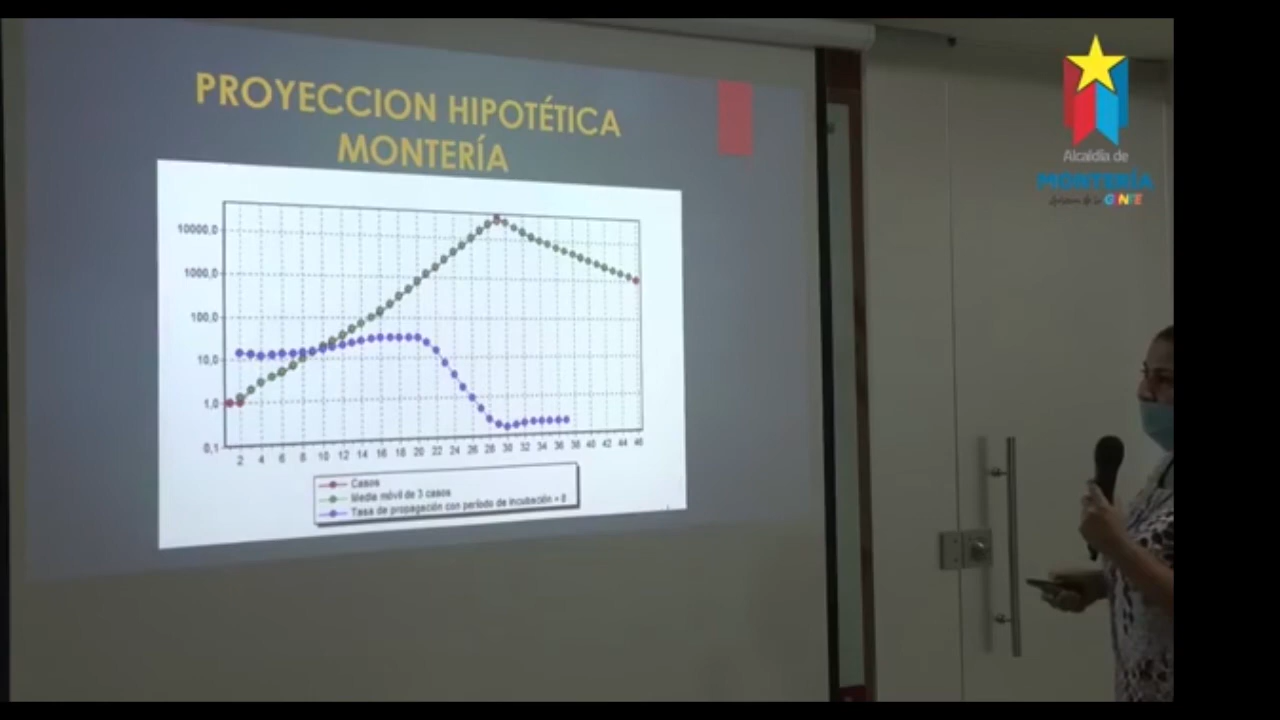 PROYECCION HIPOTÉTICA
MONTERÍA
Alcaldía de
MONTERÍA
GENTE
10000,0
1000,0
100,0
10,0
1,0
0,1
2 4 6 8 10 12 14 16 18 20 22 24 26 28 30 32 34 36 38 40 42 44 46
Casos
Media móvil de 3 casos
Tasa de propagación con período de incubación = 8